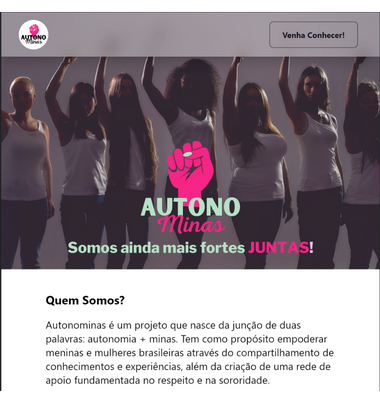 AUTONO
Minas
Venha Conhecer!
AUTONO
Minas
Somos ainda mais fortes JUNTAS!
Quem Somos?
Autonominas é um projeto que nasce da junção de duas
palavras: autonomia + minas. Tem como propósito empoderar
meninas e mulheres brasileiras através do compartilhamento de
conhecimentos e experiências, além da criação de uma rede de
apoio fundamentada no respeito e na sororidade.